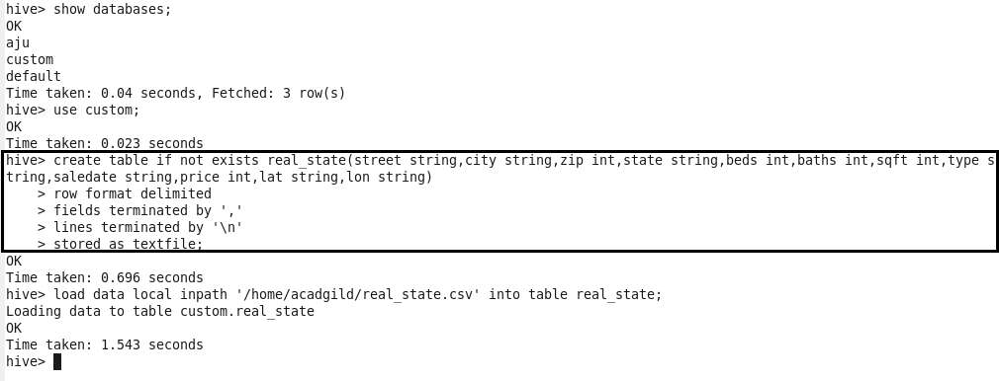 hive> show databases;
OK
aju
custom
default
Time taken: 0.04 seconds, Fetched: 3 row(s)
hive> use custom;
OK
Time taken: 0.023 seconds
hive> create table if not exists real_state(street string,city string,zip int,state string,beds int,baths int,sqft int,type s
tring,saledate string,price int,lat string,lon string)
    > row format delimited
    > fields terminated by ','
    > lines terminated by '\n'
    > stored as textfile;
OK
Time taken: 0.696 seconds
hive> load data local inpath '/home/acadgild/real_state.csv' into table real_state;
Loading data to table custom.real_state
OK
Time taken: 1.543 seconds
hive>